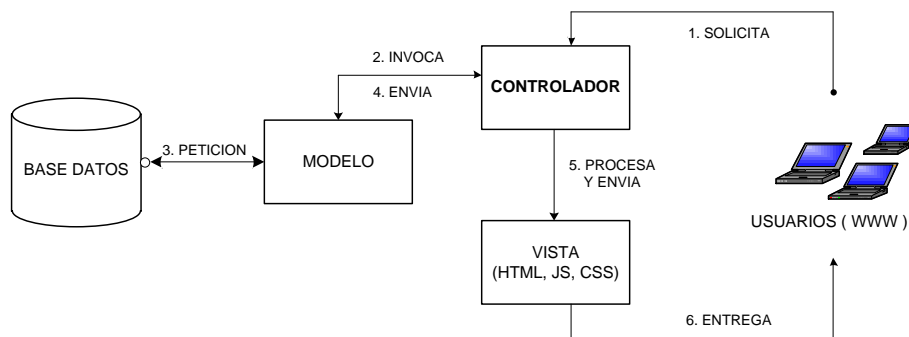 1. SOLICITA
2. INVOCA
CONTROLADOR
4. ENVIA
3. PETICION
BASE DATOS
MODELO
5. PROCESA
Y ENVIA
USUARIOS ( WWW )
VISTA
(HTML, JS, CSS)
6. ENTREGA